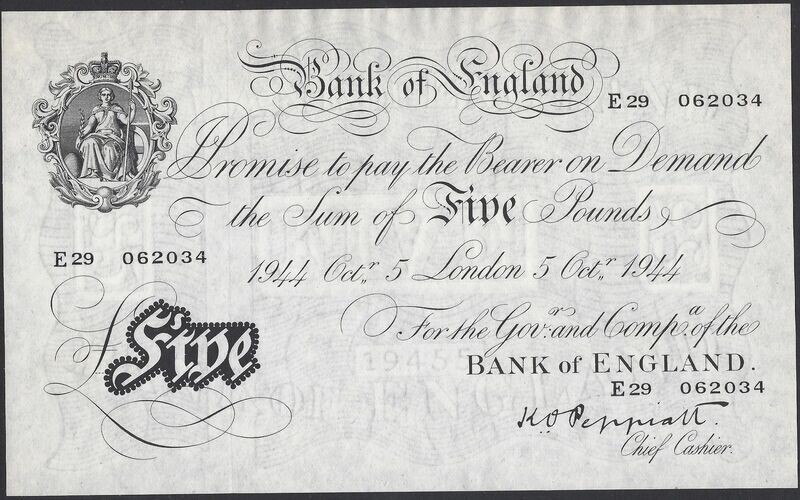 Bank of England
E29 062034
I Promise to pay the Bearer on Demand
the Sum of Five Pounds
E29 062034
1944 Octr. 5 London 5 Octr. 1944
For the Govr. and Compa. of the
BANK of ENGLAND.
£ Five
E29 062034
K O Peppiatt.
Chief Cashier.